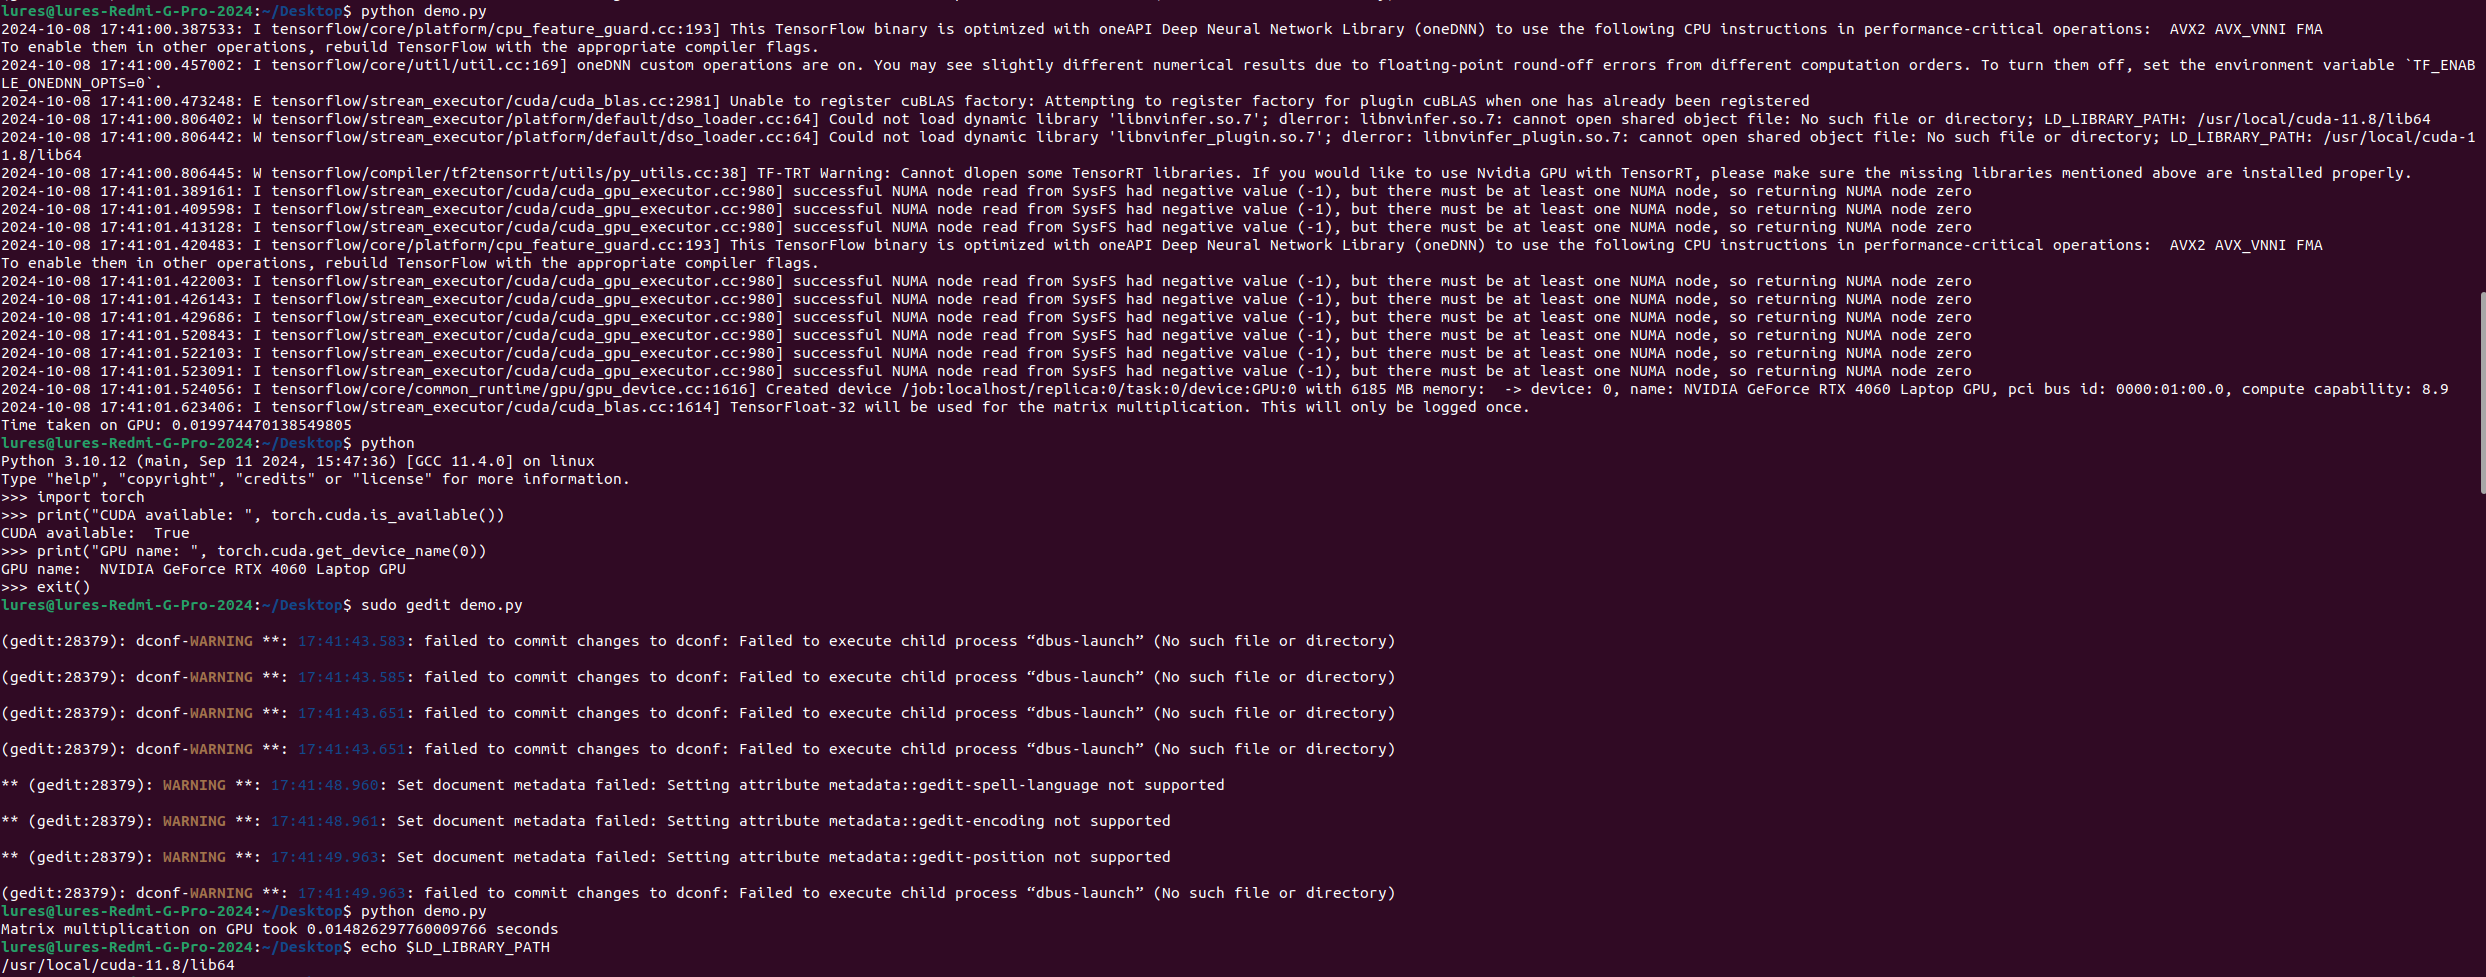 lures@lures-Redmi-G-Pro-2024:~/Desktop$ python demo.py
2024-10-08 17:41:00.387533: I tensorflow/core/platform/cpu_feature_guard.cc:193] This TensorFlow binary is optimized with oneAPI Deep Neural Network Library (oneDNN) to use the following CPU instructions in performance-critical operations:  AVX2 AVX_VNNI FMA
To enable them in other operations, rebuild TensorFlow with the appropriate compiler flags.
2024-10-08 17:41:00.457002: I tensorflow/core/util/util.cc:169] oneDNN custom operations are on. You may see slightly different numerical results due to floating-point round-off errors from different computation orders. To turn them off, set the environment variable `TF_ENAB
LE_ONEDNN_OPTS=0`.
2024-10-08 17:41:00.473248: E tensorflow/stream_executor/cuda/cuda_blas.cc:2981] Unable to register cuBLAS factory: Attempting to register factory for plugin cuBLAS when one has already been registered
2024-10-08 17:41:00.806402: W tensorflow/stream_executor/platform/default/dso_loader.cc:64] Could not load dynamic library 'libnvinfer.so.7'; dlerror: libnvinfer.so.7: cannot open shared object file: No such file or directory; LD_LIBRARY_PATH: /usr/local/cuda-11.8/lib64
2024-10-08 17:41:00.806442: W tensorflow/stream_executor/platform/default/dso_loader.cc:64] Could not load dynamic library 'libnvinfer_plugin.so.7'; dlerror: libnvinfer_plugin.so.7: cannot open shared object file: No such file or directory; LD_LIBRARY_PATH: /usr/local/cuda-1
1.8/lib64
2024-10-08 17:41:00.806445: W tensorflow/compiler/tf2tensorrt/utils/py_utils.cc:38] TF-TRT Warning: Cannot dlopen some TensorRT libraries. If you would like to use Nvidia GPU with TensorRT, please make sure the missing libraries mentioned above are installed properly.
2024-10-08 17:41:01.389161: I tensorflow/stream_executor/cuda/cuda_gpu_executor.cc:980] successful NUMA node read from SysFS had negative value (-1), but there must be at least one NUMA node, so returning NUMA node zero
2024-10-08 17:41:01.409598: I tensorflow/stream_executor/cuda/cuda_gpu_executor.cc:980] successful NUMA node read from SysFS had negative value (-1), but there must be at least one NUMA node, so returning NUMA node zero
2024-10-08 17:41:01.413128: I tensorflow/stream_executor/cuda/cuda_gpu_executor.cc:980] successful NUMA node read from SysFS had negative value (-1), but there must be at least one NUMA node, so returning NUMA node zero
2024-10-08 17:41:01.420483: I tensorflow/core/platform/cpu_feature_guard.cc:193] This TensorFlow binary is optimized with oneAPI Deep Neural Network Library (oneDNN) to use the following CPU instructions in performance-critical operations:  AVX2 AVX_VNNI FMA
To enable them in other operations, rebuild TensorFlow with the appropriate compiler flags.
2024-10-08 17:41:01.422003: I tensorflow/stream_executor/cuda/cuda_gpu_executor.cc:980] successful NUMA node read from SysFS had negative value (-1), but there must be at least one NUMA node, so returning NUMA node zero
2024-10-08 17:41:01.426143: I tensorflow/stream_executor/cuda/cuda_gpu_executor.cc:980] successful NUMA node read from SysFS had negative value (-1), but there must be at least one NUMA node, so returning NUMA node zero
2024-10-08 17:41:01.429686: I tensorflow/stream_executor/cuda/cuda_gpu_executor.cc:980] successful NUMA node read from SysFS had negative value (-1), but there must be at least one NUMA node, so returning NUMA node zero
2024-10-08 17:41:01.520843: I tensorflow/stream_executor/cuda/cuda_gpu_executor.cc:980] successful NUMA node read from SysFS had negative value (-1), but there must be at least one NUMA node, so returning NUMA node zero
2024-10-08 17:41:01.522103: I tensorflow/stream_executor/cuda/cuda_gpu_executor.cc:980] successful NUMA node read from SysFS had negative value (-1), but there must be at least one NUMA node, so returning NUMA node zero
2024-10-08 17:41:01.523091: I tensorflow/stream_executor/cuda/cuda_gpu_executor.cc:980] successful NUMA node read from SysFS had negative value (-1), but there must be at least one NUMA node, so returning NUMA node zero
2024-10-08 17:41:01.524056: I tensorflow/core/common_runtime/gpu/gpu_device.cc:1616] Created device /job:localhost/replica:0/task:0/device:GPU:0 with 6185 MB memory:  -> device: 0, name: NVIDIA GeForce RTX 4060 Laptop GPU, pci bus id: 0000:01:00.0, compute capability: 8.9
2024-10-08 17:41:01.623406: I tensorflow/stream_executor/cuda/cuda_blas.cc:1614] TensorFloat-32 will be used for the matrix multiplication. This will only be logged once.
Time taken on GPU: 0.019974470138549805
lures@lures-Redmi-G-Pro-2024:~/Desktop$ python
Python 3.10.12 (main, Sep 11 2024, 15:47:36) [GCC 11.4.0] on linux
Type "help", "copyright", "credits" or "license" for more information.
>>> import torch
>>> print("CUDA available: ", torch.cuda.is_available())
CUDA available:  True
>>> print("GPU name: ", torch.cuda.get_device_name(0))
GPU name:  NVIDIA GeForce RTX 4060 Laptop GPU
>>> exit()
lures@lures-Redmi-G-Pro-2024:~/Desktop$ sudo gedit demo.py
(gedit:28379): dconf-WARNING **: 17:41:43.583: failed to commit changes to dconf: Failed to execute child process “dbus-launch” (No such file or directory)
(gedit:28379): dconf-WARNING **: 17:41:43.585: failed to commit changes to dconf: Failed to execute child process “dbus-launch” (No such file or directory)
(gedit:28379): dconf-WARNING **: 17:41:43.651: failed to commit changes to dconf: Failed to execute child process “dbus-launch” (No such file or directory)
(gedit:28379): dconf-WARNING **: 17:41:43.651: failed to commit changes to dconf: Failed to execute child process “dbus-launch” (No such file or directory)
** (gedit:28379): WARNING **: 17:41:48.960: Set document metadata failed: Setting attribute metadata::gedit-spell-language not supported
** (gedit:28379): WARNING **: 17:41:48.961: Set document metadata failed: Setting attribute metadata::gedit-encoding not supported
** (gedit:28379): WARNING **: 17:41:49.963: Set document metadata failed: Setting attribute metadata::gedit-position not supported
(gedit:28379): dconf-WARNING **: 17:41:49.963: failed to commit changes to dconf: Failed to execute child process “dbus-launch” (No such file or directory)
lures@lures-Redmi-G-Pro-2024:~/Desktop$ python demo.py
Matrix multiplication on GPU took 0.014826297760009766 seconds
lures@lures-Redmi-G-Pro-2024:~/Desktop$ echo $LD_LIBRARY_PATH
/usr/local/cuda-11.8/lib64